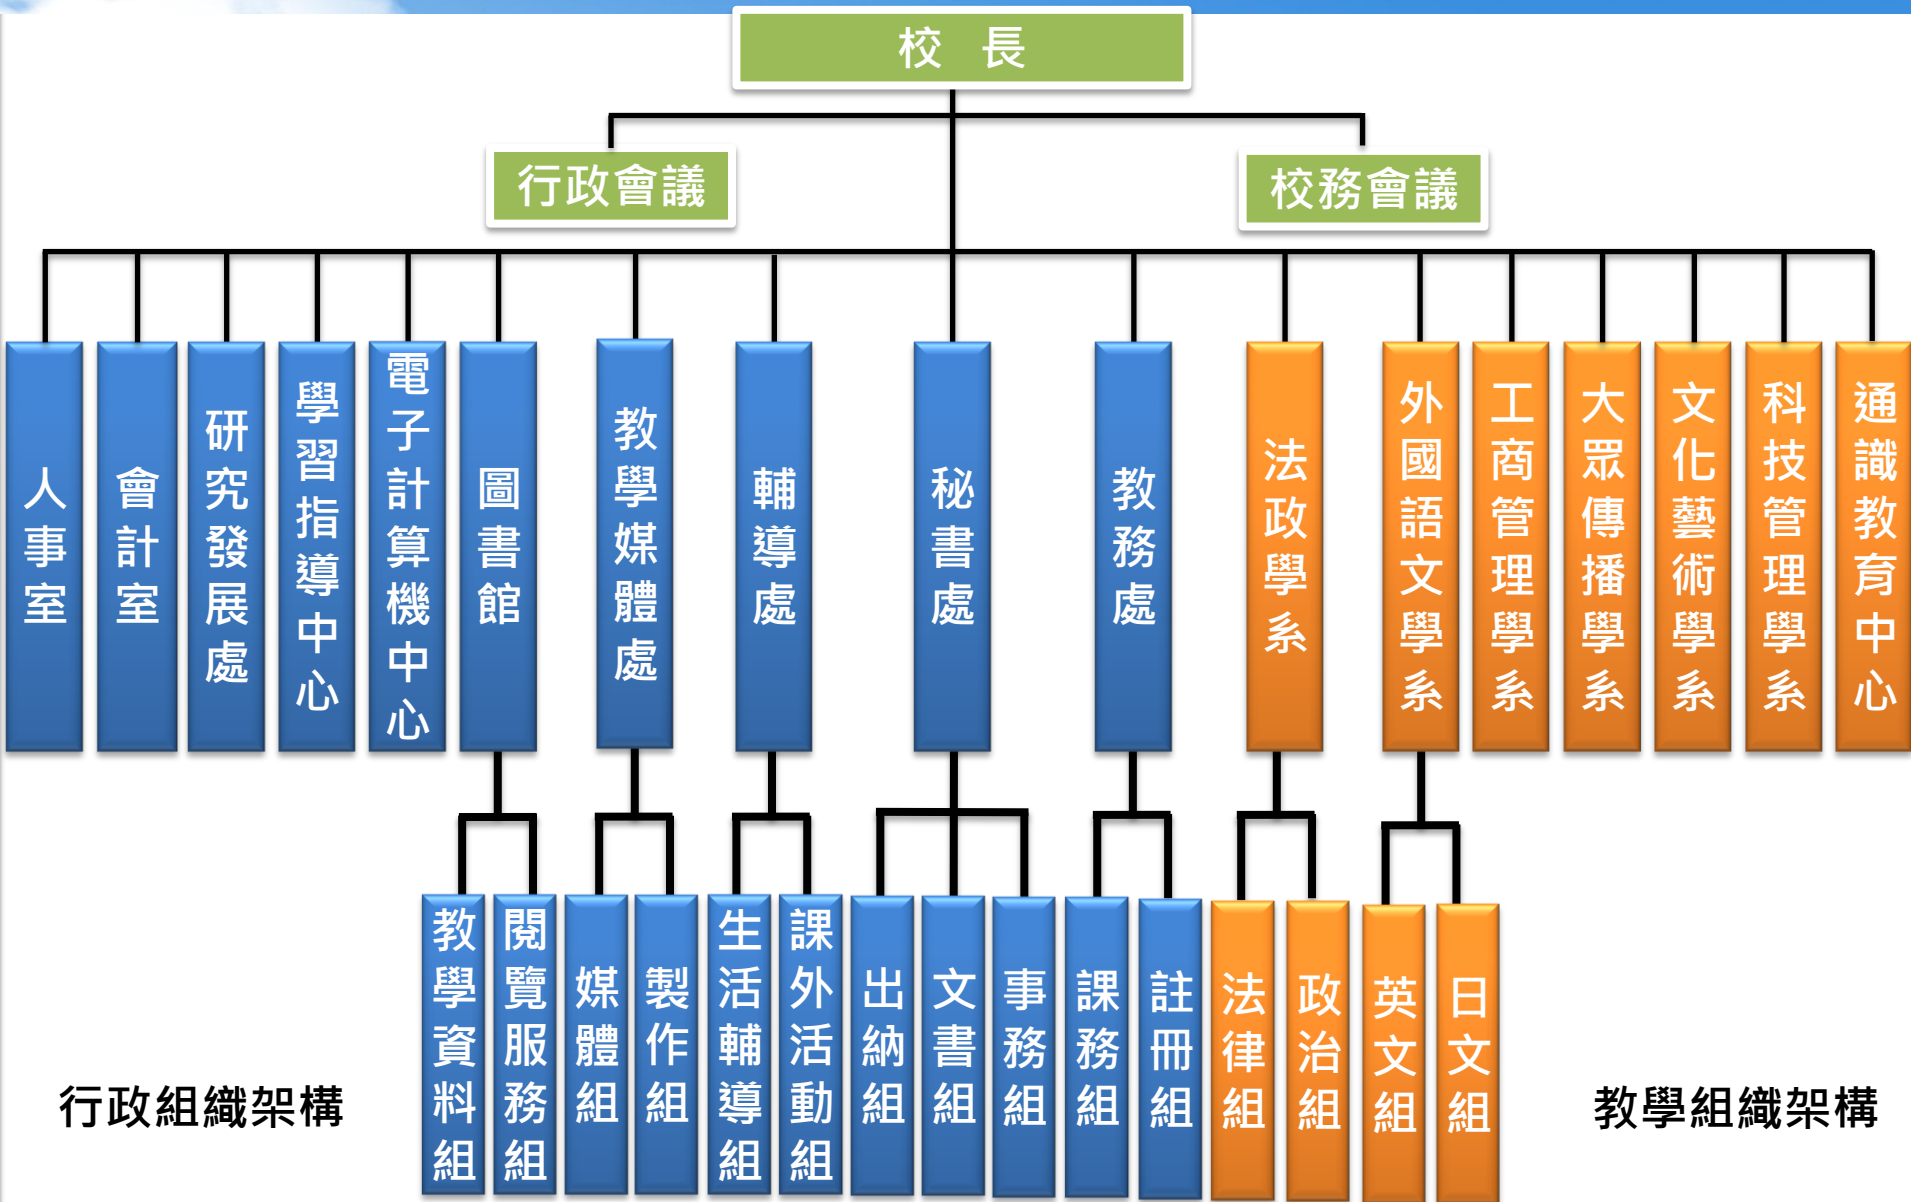 校 長
行政會議
校務會議
人事室
會計室
研究發展處
學習指導中心
電子計算機中心
圖書館
教學媒體處
輔導處
秘書處
教務處
法政學系
外國語文學系
工商管理學系
大眾傳播學系
文化藝術學系
科技管理學系
通識教育中心
教學資料組
閱覽服務組
媒體組
製作組
生活輔導組
課外活動組
出納組
文書組
事務組
課務組
註冊組
法律組
政治組
英文組
日文組
行政組織架構
教學組織架構